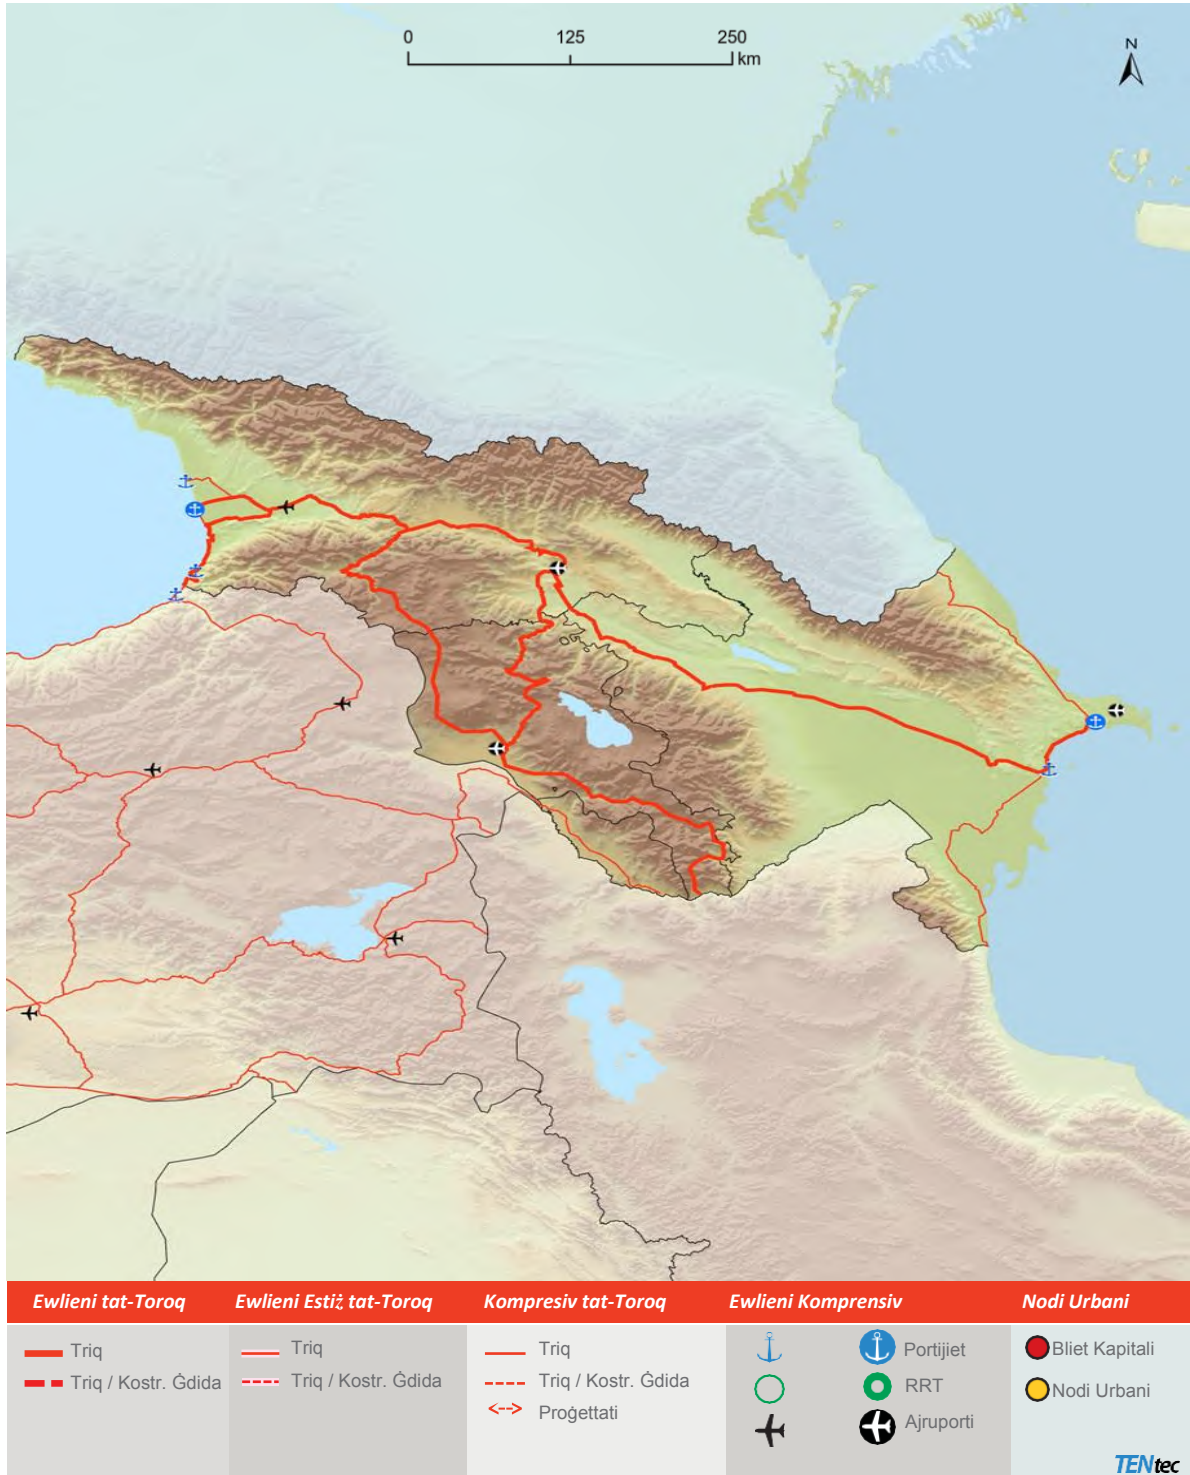 0 125 250
km
N
Ewlieni tat-Toroq Ewlieni Estiż tat-Toroq Kompresiv tat-Toroq Ewlieni Komprensiv Nodi Urbani
Triq Triq Triq Portijiet Bliet Kapitali
Triq / Kostr. Ġdida Triq / Kostr. Ġdida Triq / Kostr. Ġdida RRT Nodi Urbani
Proġettati Ajruporti
TENtec